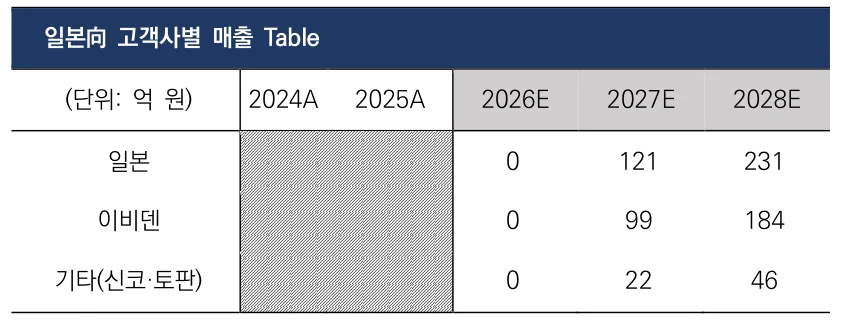 일본向 고객사별 매출 Table
(단위: 억 원) 2024A 2025A 2026E 2027E 2028E
일본 0 121 231
이비덴 0 99 184
기타(신코·토판) 0 22 46